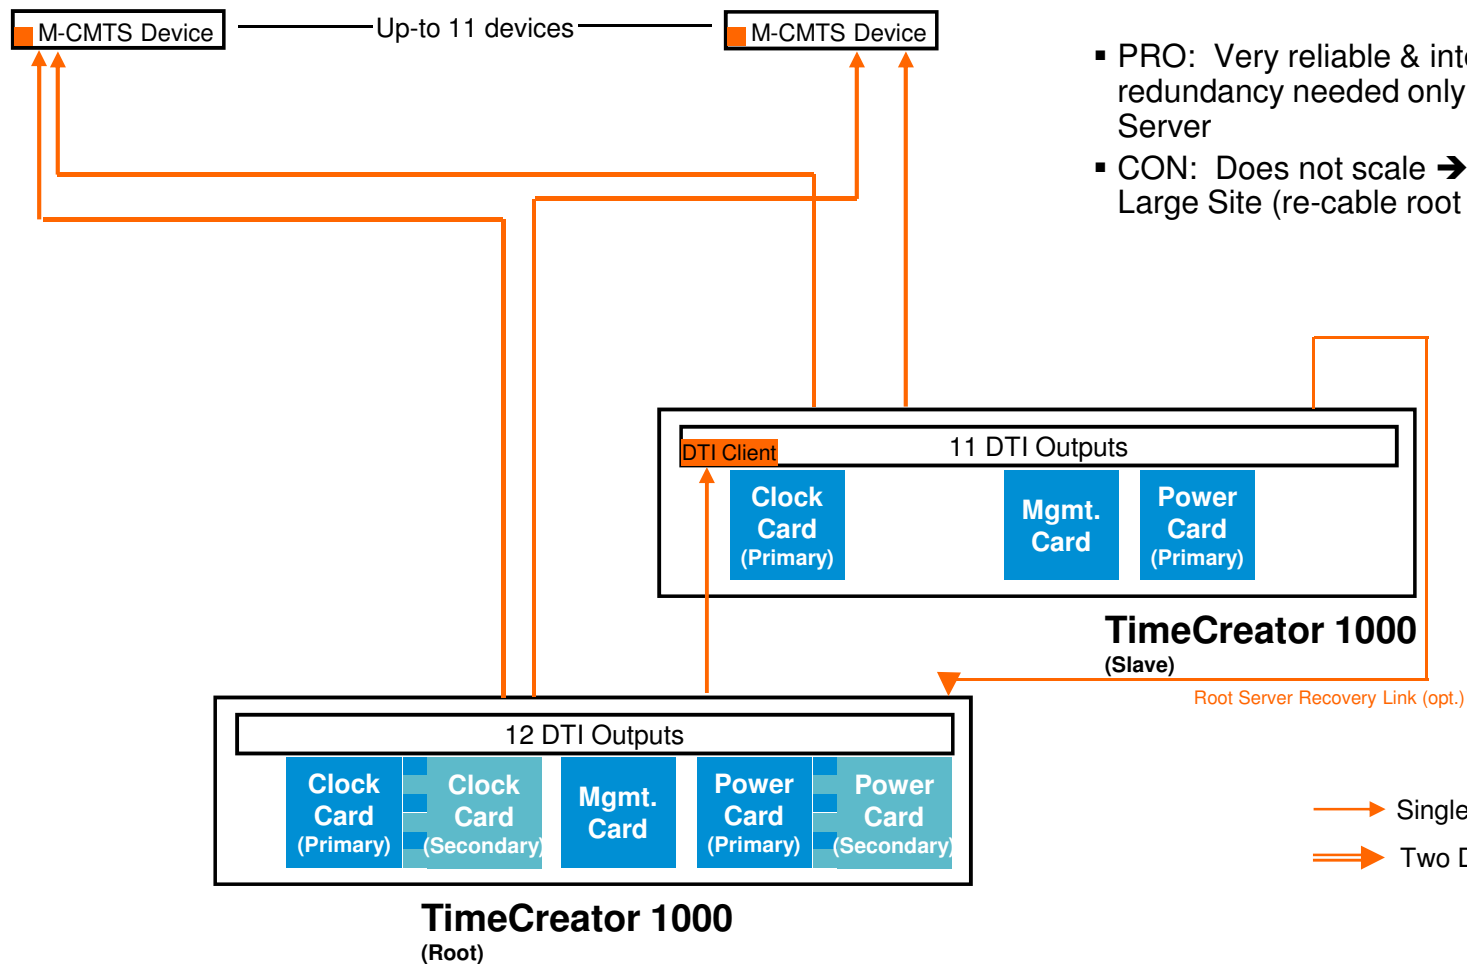 M-CMTS Device
Up-to 11 devices
M-CMTS Device
▪ PRO: Very reliable &
redundancy needed only
Server
▪ CON: Does not scale ➔
Large Site (re-cable root
11 DTI Outputs
DTI Client
Clock
Card
(Primary)
Mgmt.
Card
Power
Card
(Primary)
TimeCreator 1000
(Slave)
Root Server Recovery Link (opt.)
12 DTI Outputs
Clock
Card
(Primary)
Clock
Card
(Secondary)
Mgmt.
Card
Power
Card
(Primary)
Power
Card
(Secondary)
Single
Two
TimeCreator 1000
(Root)